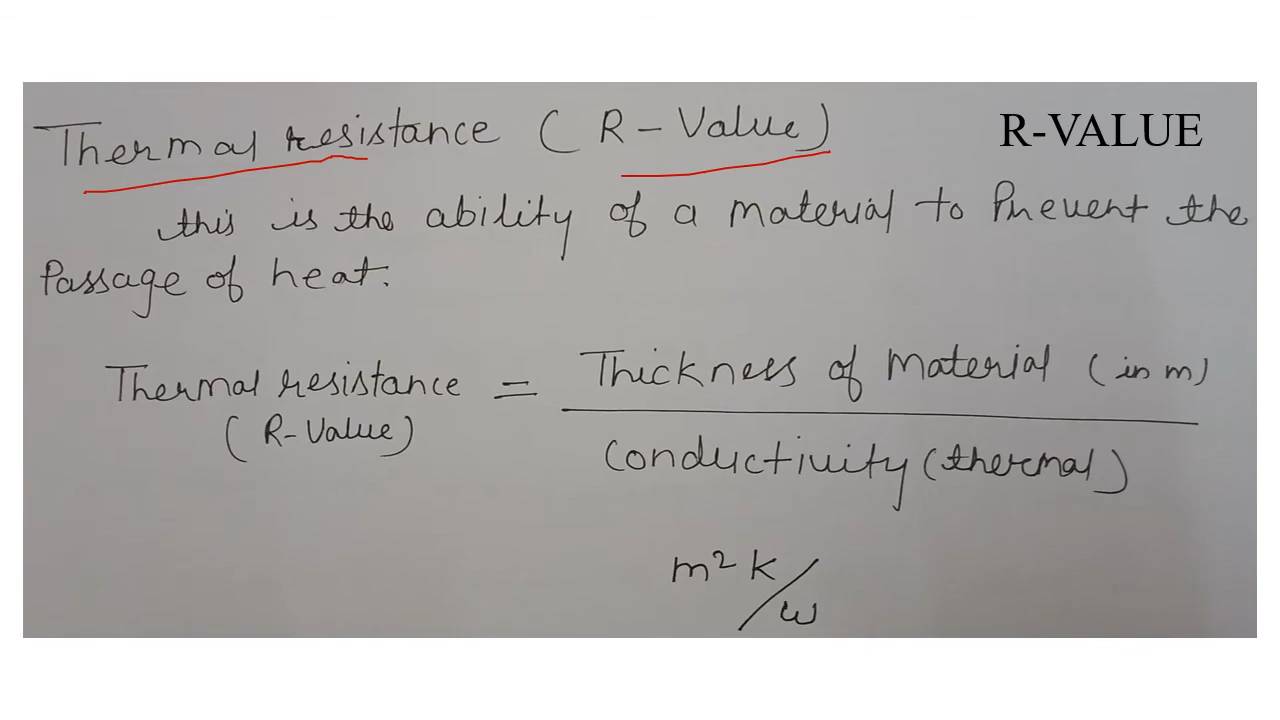 Thermal resistance ( R - Value )
R-VALUE
this is the ability of a material to Prevent the
Passage of heat.
Thermal resistance = Thickness of Material ( in m )
( R- Value )
Conductivity ( thermal )
m² k / w